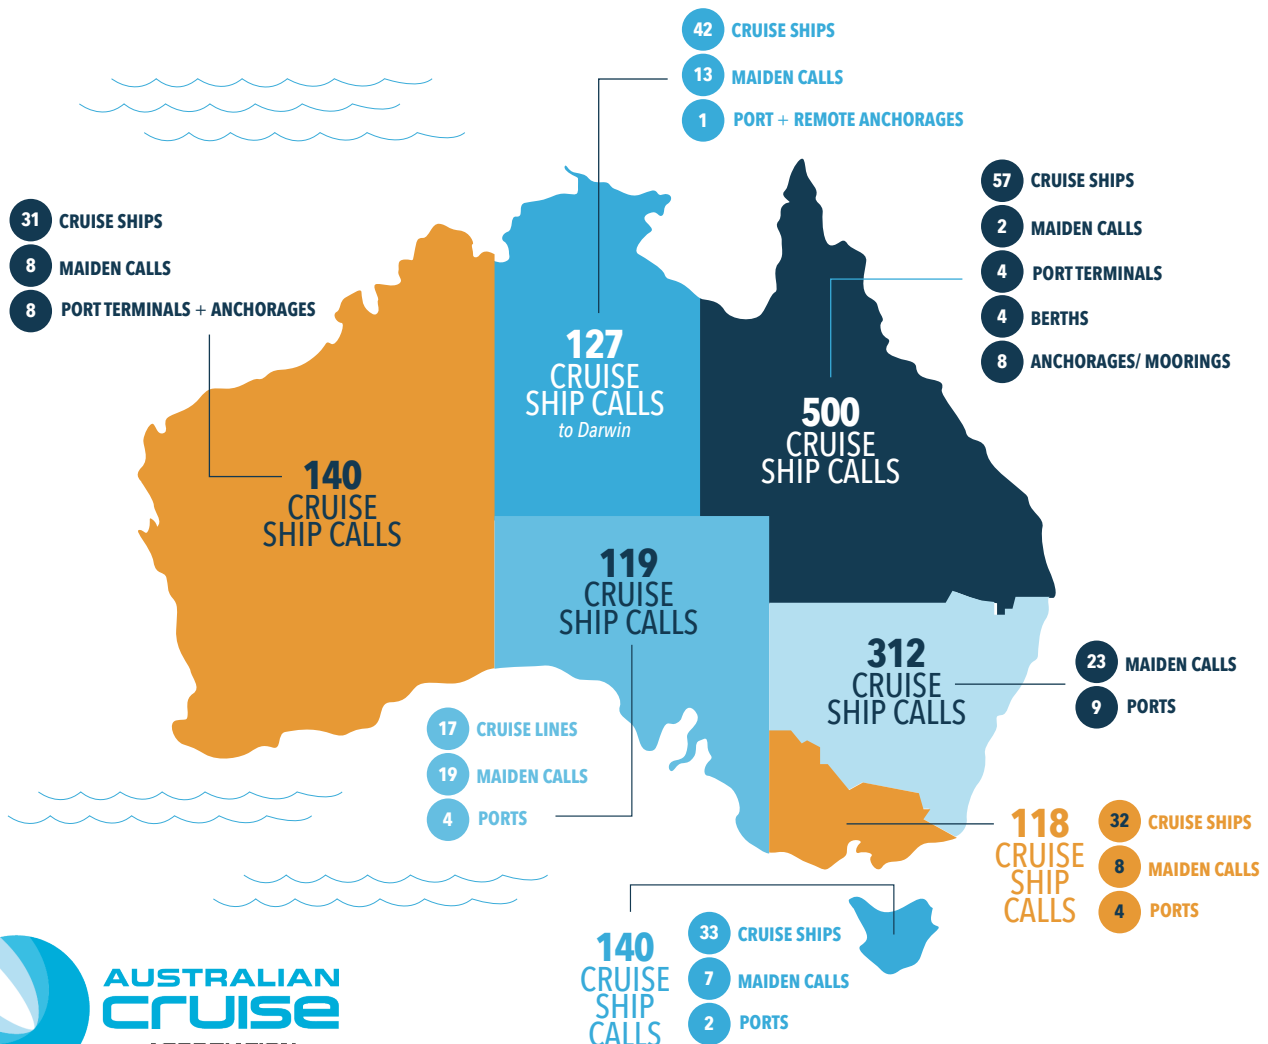 42 CRUISE SHIPS
13 MAIDEN CALLS
1 PORT + REMOTE ANCHORAGES
57 CRUISE SHIPS
2 MAIDEN CALLS
4 PORT TERMINALS
4 BERTHS
8 ANCHORAGES/ MOORINGS
31 CRUISE SHIPS
8 MAIDEN CALLS
8 PORT TERMINALS + ANCHORAGES
127
CRUISE
SHIP CALLS
to Darwin
500
CRUISE
SHIP CALLS
140
CRUISE
SHIP CALLS
119
CRUISE
SHIP CALLS
312
CRUISE
SHIP CALLS
23 MAIDEN CALLS
9 PORTS
17 CRUISE LINES
19 MAIDEN CALLS
4 PORTS
118
CRUISE
SHIP
CALLS
32 CRUISE SHIPS
8 MAIDEN CALLS
4 PORTS
140
CRUISE
SHIP
CALLS
33 CRUISE SHIPS
7 MAIDEN CALLS
2 PORTS
AUSTRALIAN
CRUISE